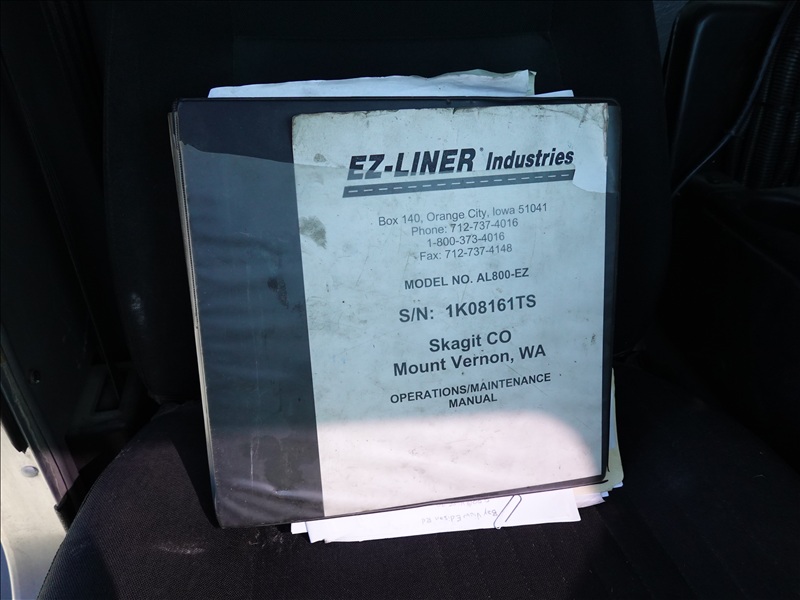 EZ-LINER® Industries
Box 140, Orange City, Iowa 51041
Phone: 712-737-4016
1-800-373-4016
Fax: 712-737-4148
MODEL NO. AL800-EZ
S/N: 1K08161TS
Skagit CO
Mount Vernon, WA
OPERATIONS/MAINTENANCE
MANUAL